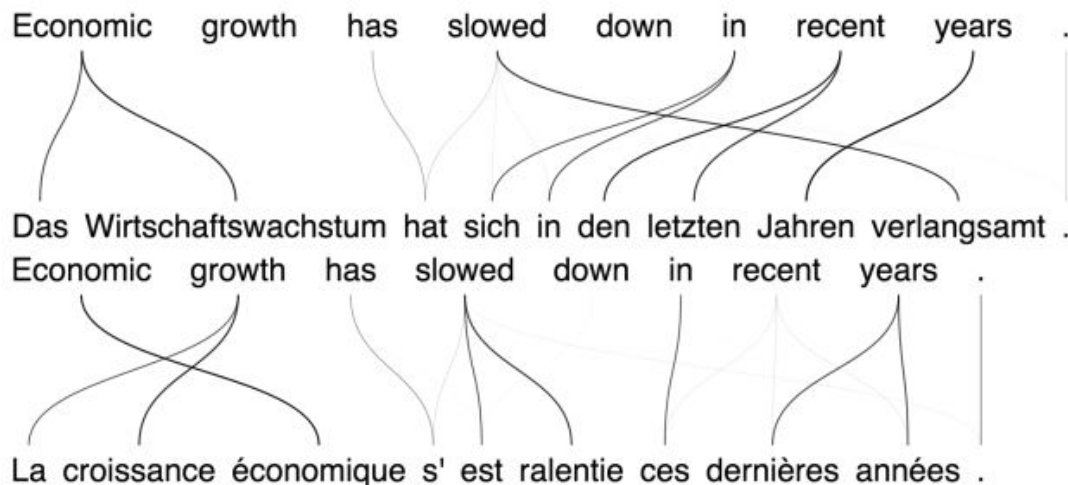 Economic growth has slowed down in recent years .
Das Wirtschaftswachstum hat sich in den letzten Jahren verlangsamt .
Economic growth has slowed down in recent years .
La croissance économique s' est ralentie ces dernières années .